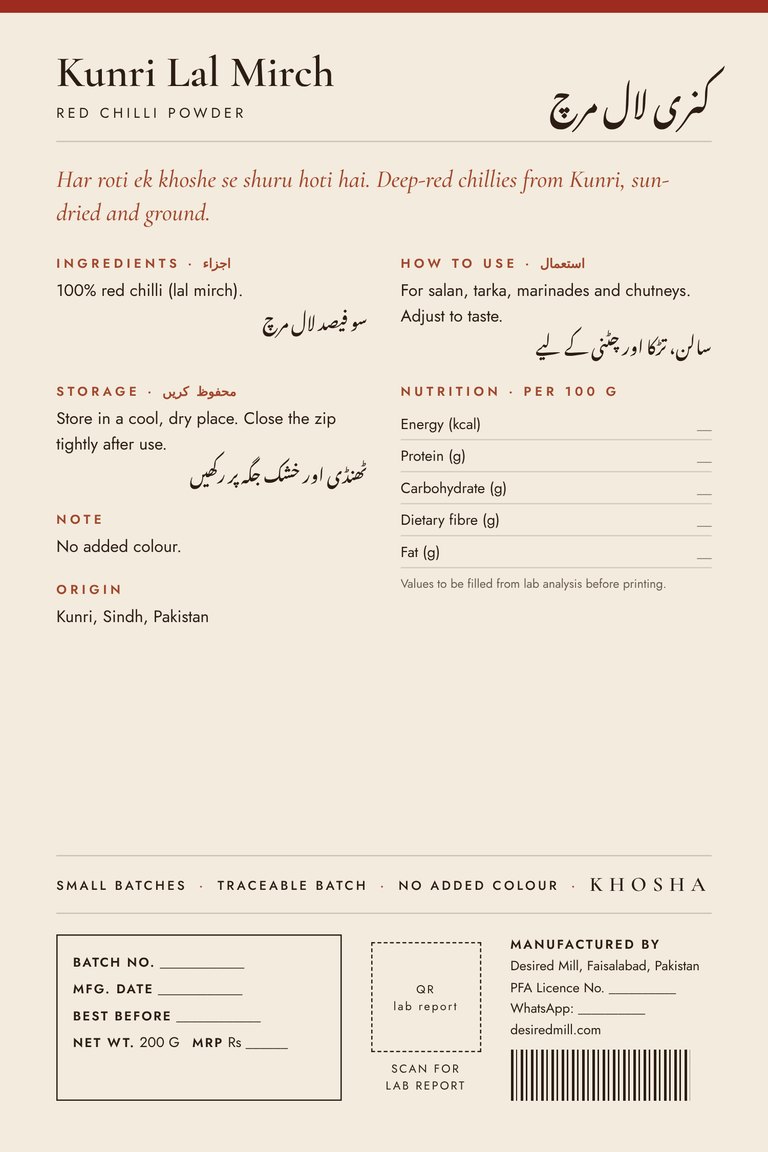 Kunri Lal Mirch
RED CHILLI POWDER
کنری لال مرچ
Har roti ek khoshe se shuru hoti hai. Deep-red chillies from Kunri, sun-
dried and ground.
INGREDIENTS · اجزاء
100% red chilli (lal mirch).
سو فیصد لال مرچ
HOW TO USE · استعمال
For salan, tarka, marinades and chutneys.
Adjust to taste.
سالن، تڑکا اور چٹنی کے لیے
STORAGE · محفوظ کریں
Store in a cool, dry place. Close the zip
tightly after use.
ٹھنڈی اور خشک جگہ پر رکھیں
NOTE
No added colour.
ORIGIN
Kunri, Sindh, Pakistan
NUTRITION · PER 100 G
Energy (kcal) __
Protein (g) __
Carbohydrate (g) __
Dietary fibre (g) __
Fat (g) __
Values to be filled from lab analysis before printing.
SMALL BATCHES · TRACEABLE BATCH · NO ADDED COLOUR · KHOSHA
BATCH NO. ____________
MFG. DATE ____________
BEST BEFORE ____________
NET WT. 200 G MRP Rs ______
QR
lab report
SCAN FOR
LAB REPORT
MANUFACTURED BY
Desired Mill, Faisalabad, Pakistan
PFA Licence No. __________
WhatsApp: __________
desiredmill.com